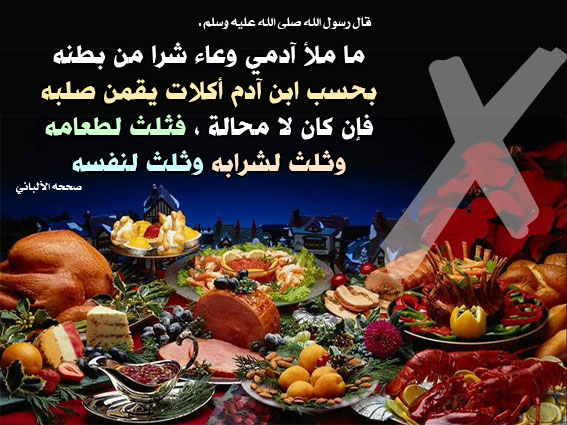 قال رسول الله صلى الله عليه وسلم .
ما ملأ آدمي وعاء شرا من بطنه
بحسب ابن آدم أكلات يقمن صلبه
فإن كان لا محالة ، فثلث لطعامه
وثلث لشرابه وثلث لنفسه
صححه الألباني